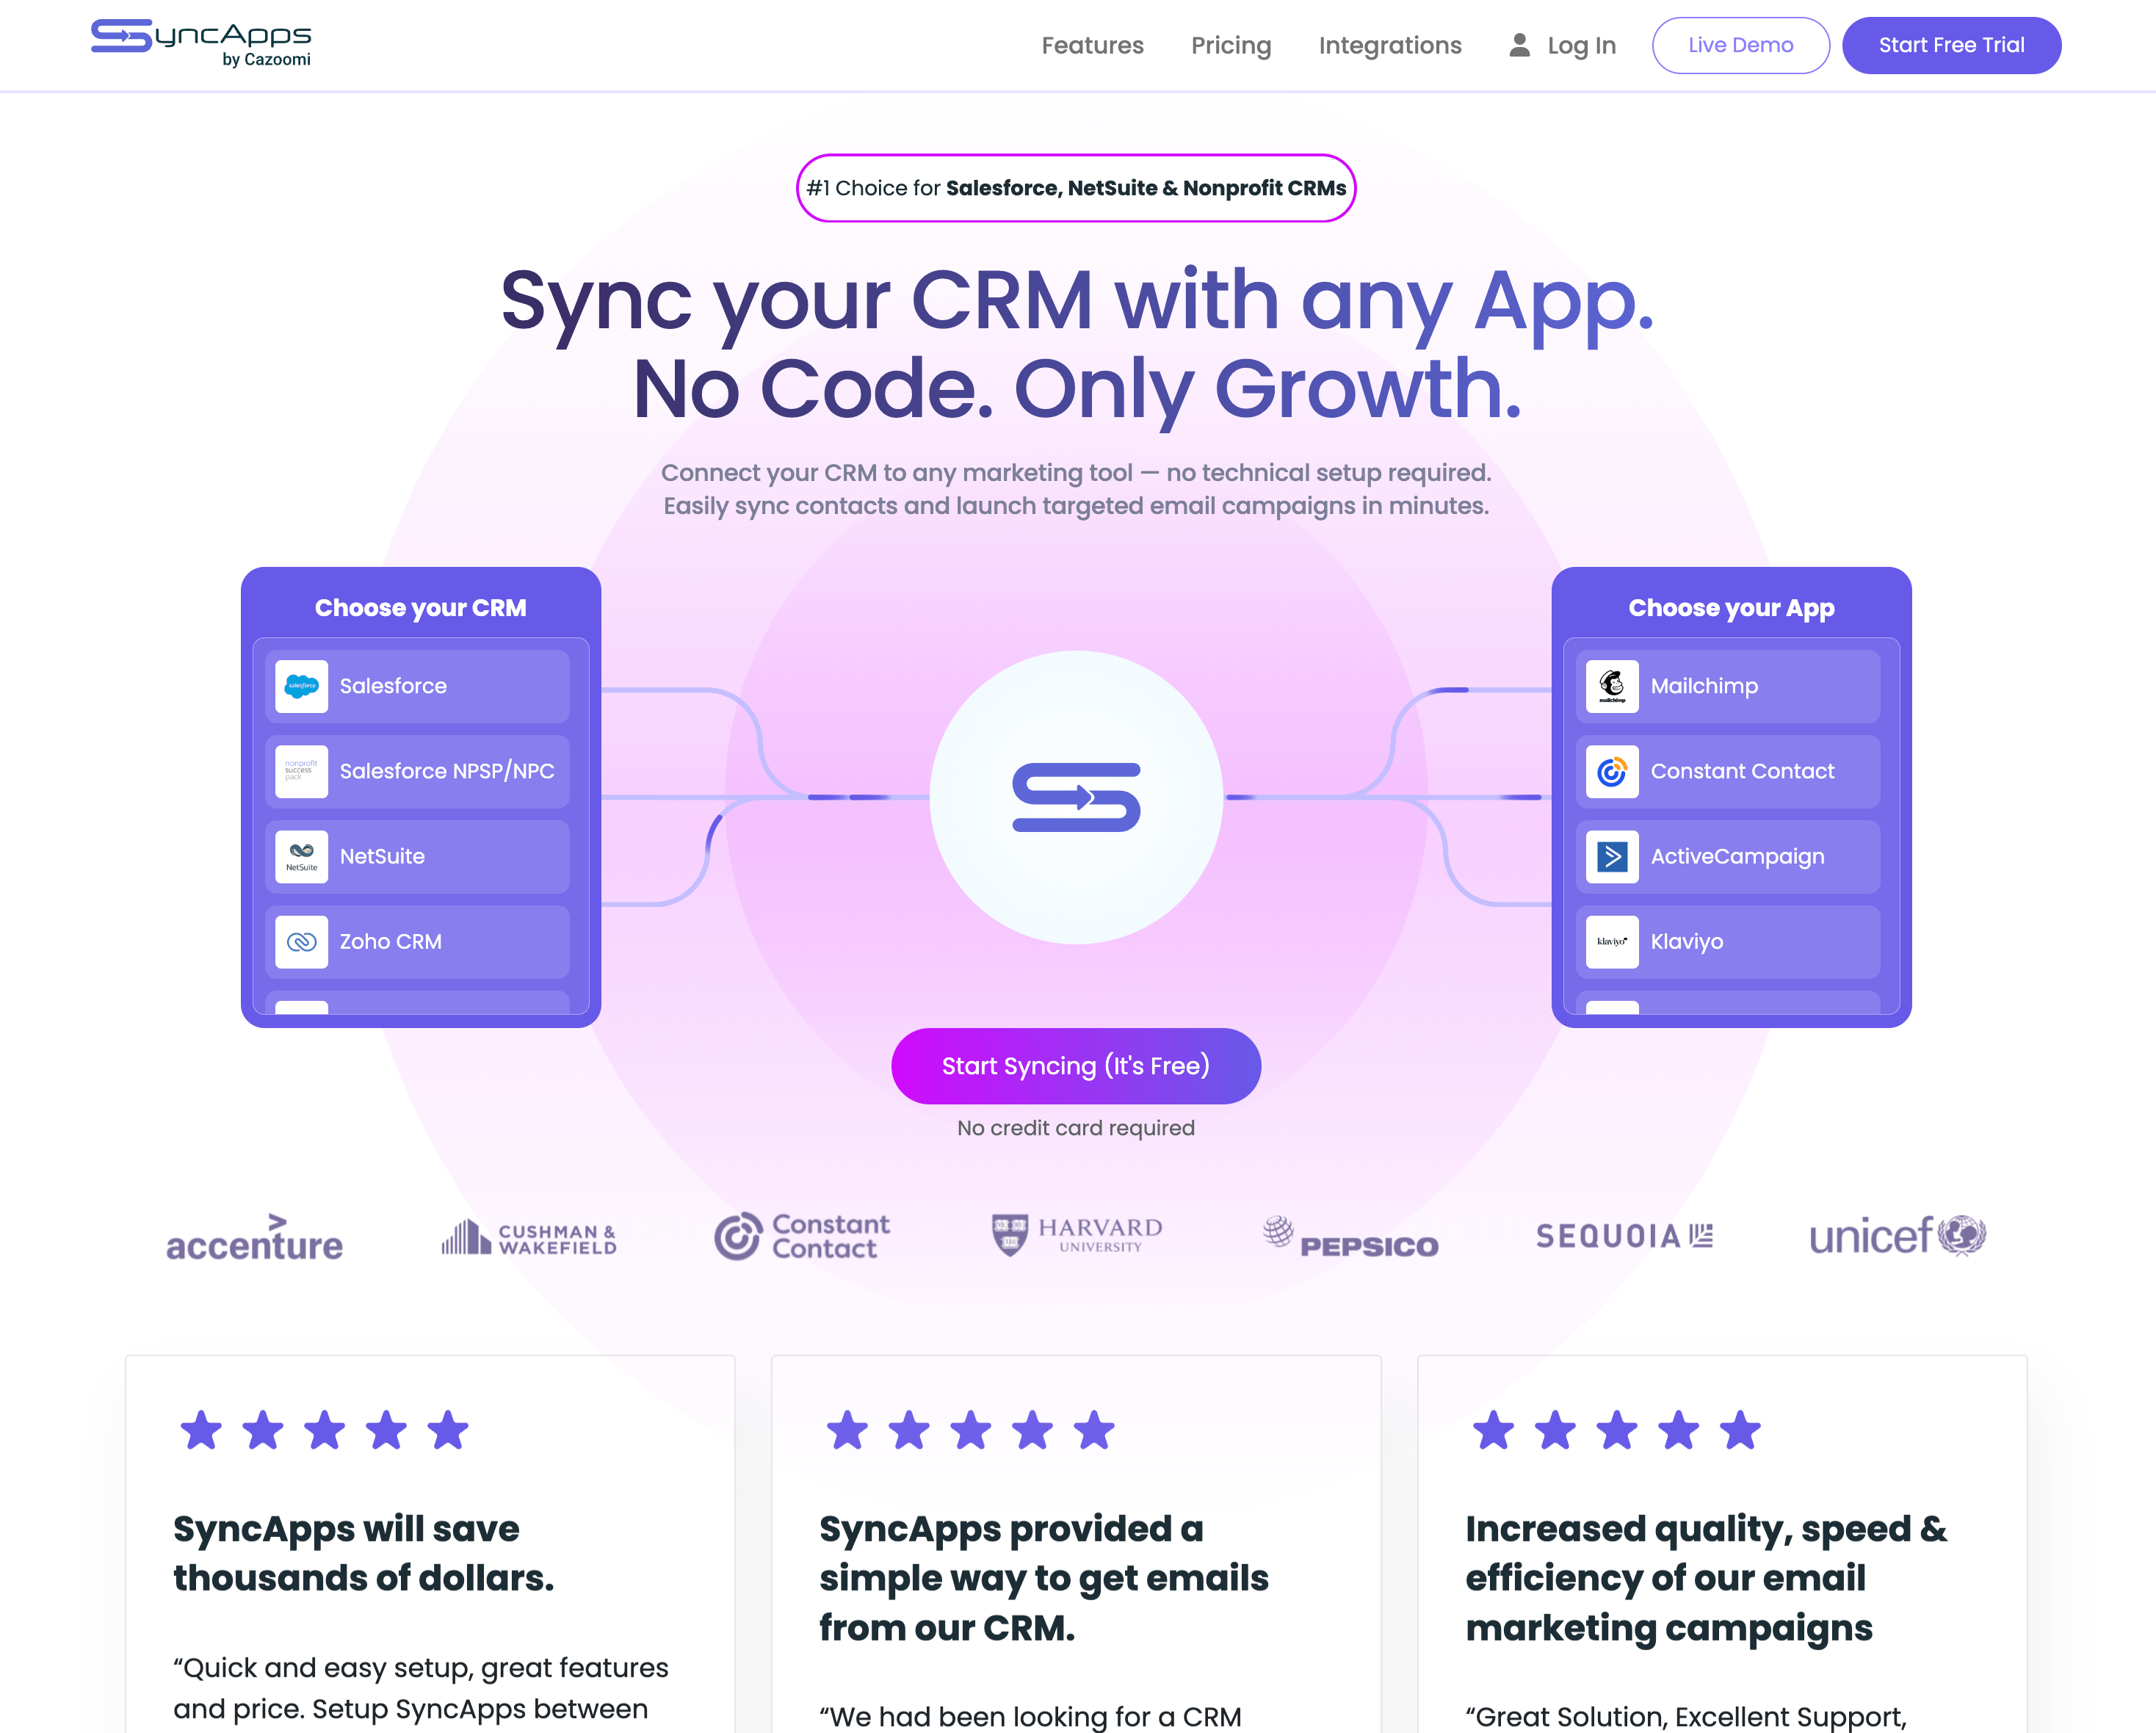 SyncApps
by Cazoomi
Features
Pricing
Integrations
Log In
Live Demo
Start Free Trial
#1 Choice for Salesforce, NetSuite & Nonprofit CRMs
Sync your CRM with any App.
No Code. Only Growth.
Connect your CRM to any marketing tool — no technical setup required.
Easily sync contacts and launch targeted email campaigns in minutes.
Choose your CRM
salesforce
Salesforce
nonprofit
success
pack
Salesforce NPSP/NPC
NetSuite
NetSuite
Zoho CRM
Choose your App
mailchimp
Mailchimp
Constant Contact
ActiveCampaign
klaviyo
Klaviyo
Start Syncing (It's Free)
No credit card required
accenture
CUSHMAN &
WAKEFIELD
Constant
Contact
HARVARD
UNIVERSITY
PEPSICO
SEQUOIA
unicef
SyncApps will save
thousands of dollars.
“Quick and easy setup, great features
and price. Setup SyncApps between
SyncApps provided a
simple way to get emails
from our CRM.
“We had been looking for a CRM
Increased quality, speed &
efficiency of our email
marketing campaigns
“Great Solution, Excellent Support,